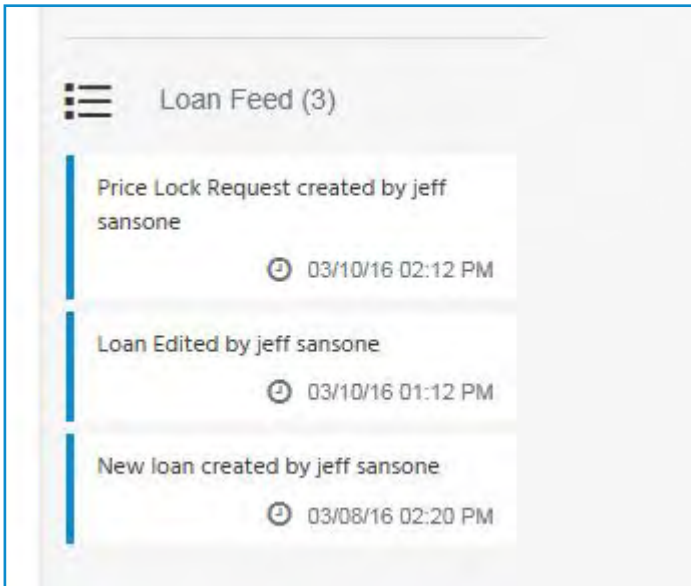 Loan Feed (3)
Price Lock Request created by jeff
sansone
03/10/16 02:12 PM
Loan Edited by jeff sansone
03/10/16 01:12 PM
New loan created by jeff sansone
03/08/16 02:20 PM